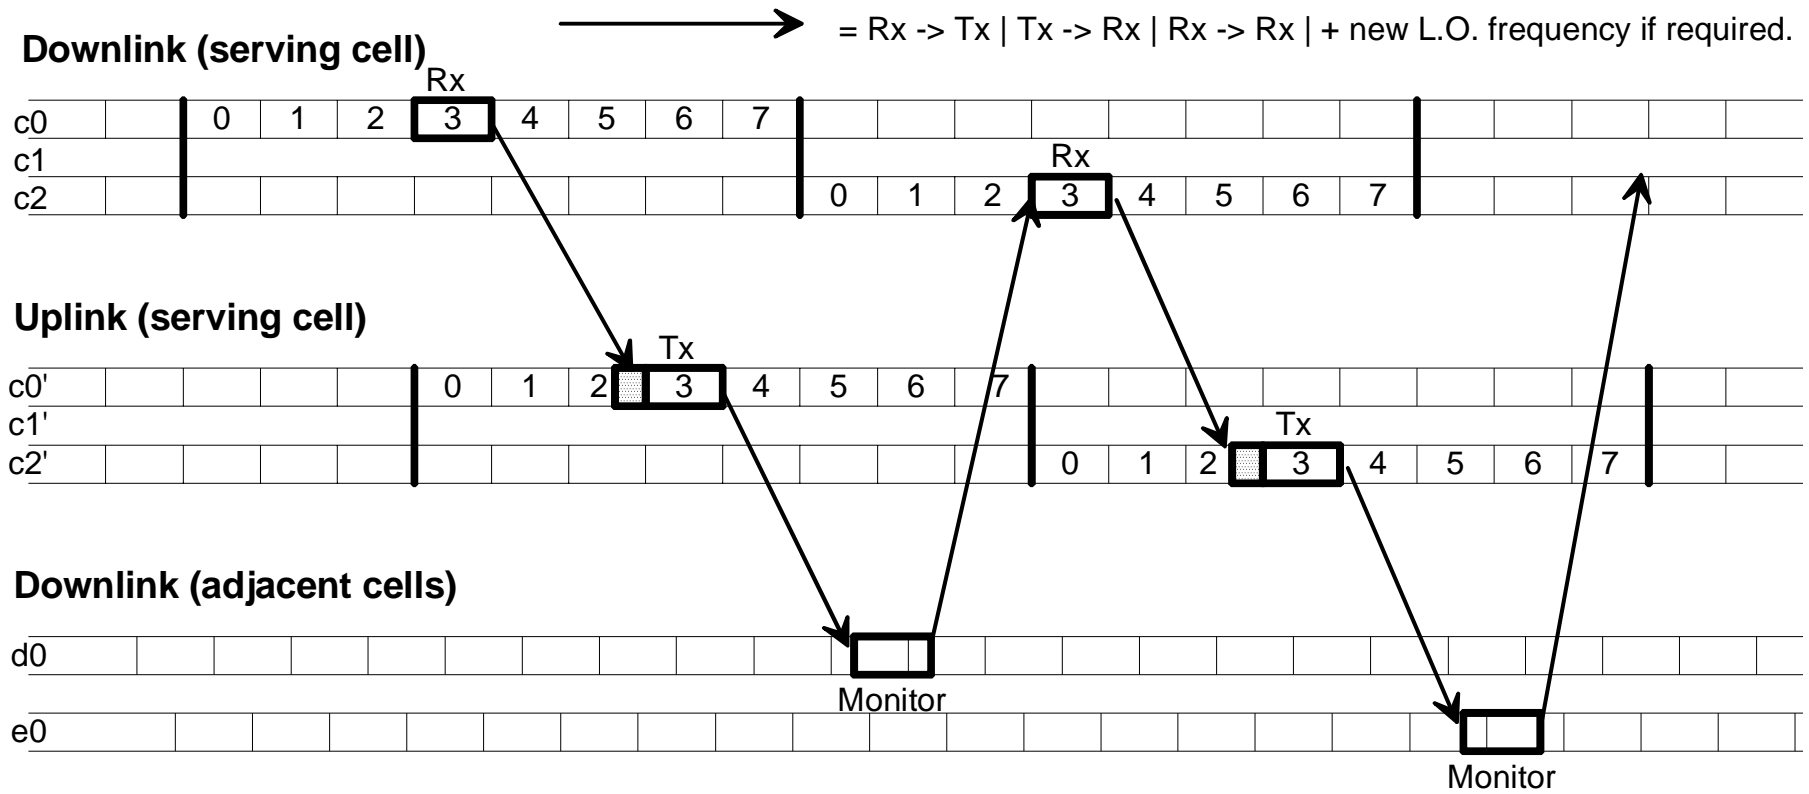 = Rx -> Tx | Tx -> Rx | Rx -> Rx | + new L.O. frequency if required.
Downlink (serving cell)
Rx
c0 0 1 2 3 4 5 6 7
c1 Rx
c2 0 1 2 3 4 5 6 7
Uplink (serving cell)
Tx
c0' 0 1 2 3 4 5 6 7
c1' Tx
c2' 0 1 2 3 4 5 6 7
Downlink (adjacent cells)
d0
Monitor
e0
Monitor